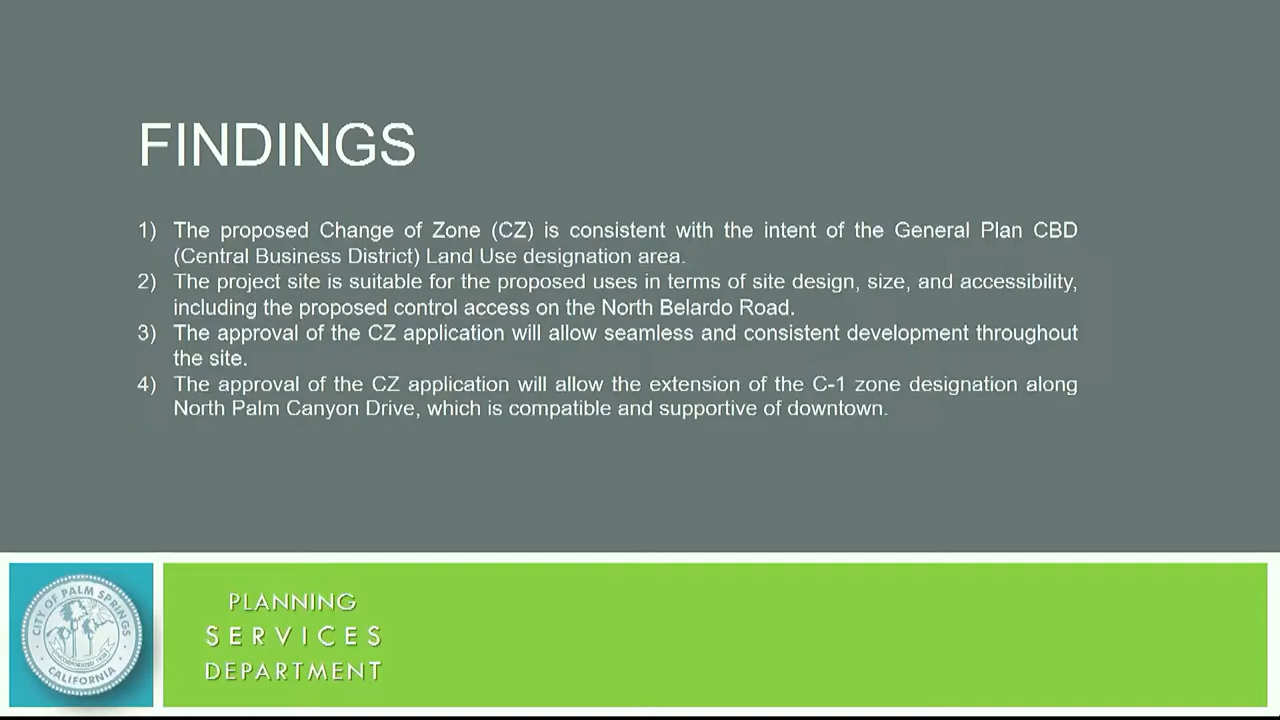 FINDINGS
1) The proposed Change of Zone (CZ) is consistent with the intent of the General Plan CBD
(Central Business District) Land Use designation area.
2) The project site is suitable for the proposed uses in terms of site design, size, and accessibility,
including the proposed control access on the North Belardo Road.
3) The approval of the CZ application will allow seamless and consistent development throughout
the site.
4) The approval of the CZ application will allow the extension of the C-1 zone designation along
North Palm Canyon Drive, which is compatible and supportive of downtown.
CITY OF PALM SPRINGS
CALIFORNIA
PLANNING
SERVICES
DEPARTMENT